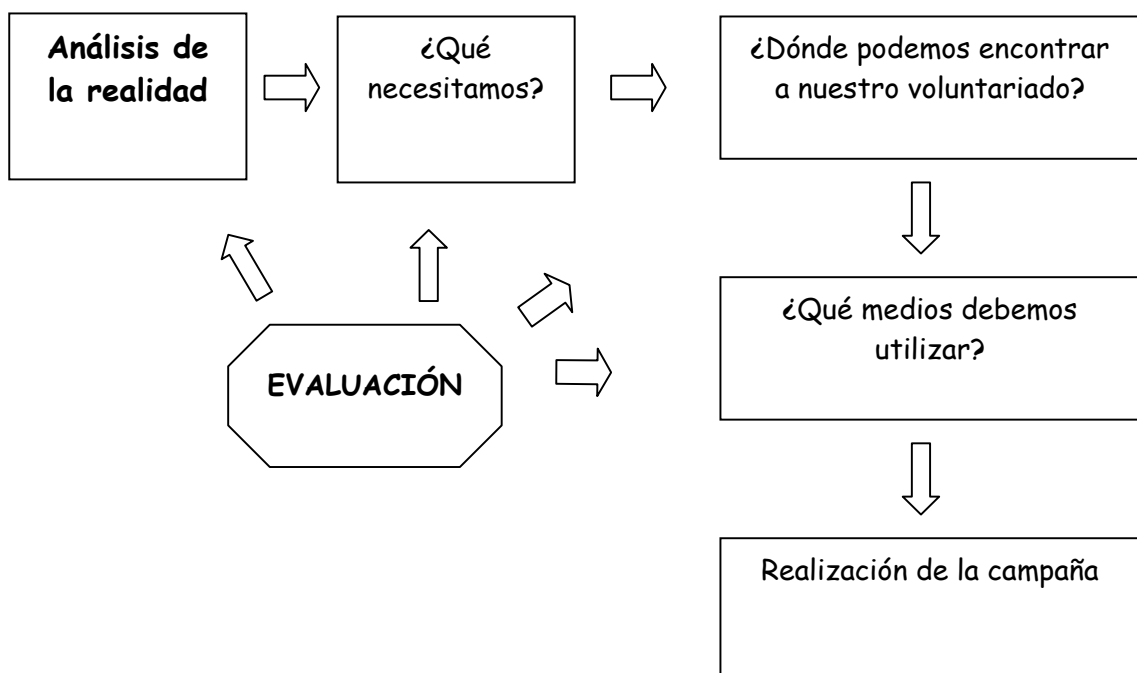 Análisis de
la realidad
¿Qué
necesitamos?
¿Dónde podemos encontrar
a nuestro voluntariado?
¿Qué medios debemos
utilizar?
EVALUACIÓN
Realización de la campaña